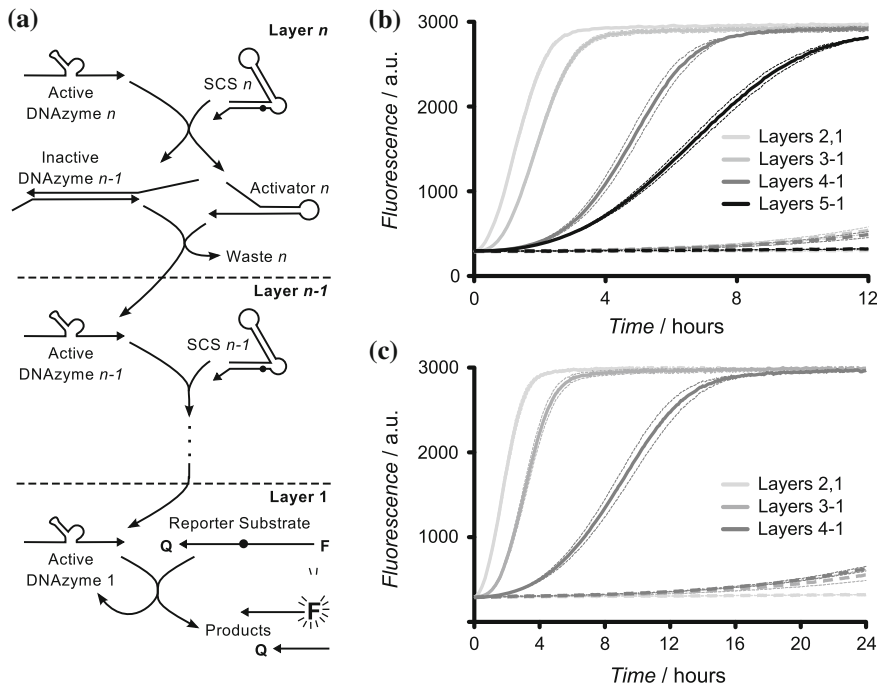 (a)
Layer n
Active
DNAzyme n
SCS n
Inactive
DNAzyme n-1
Activator n
Waste n
Layer n-1
Active
DNAzyme n-1
SCS n-1
Layer 1
Active
DNAzyme 1
Reporter Substrate
Q
F
F
Products
Q
(b)
Fluorescence / a.u.
3000
2000
1000
0
Layers 2,1
Layers 3-1
Layers 4-1
Layers 5-1
0 4 8 12
Time / hours
(c)
Fluorescence / a.u.
3000
2000
1000
Layers 2,1
Layers 3-1
Layers 4-1
0 4 8 12 16 20 24
Time / hours